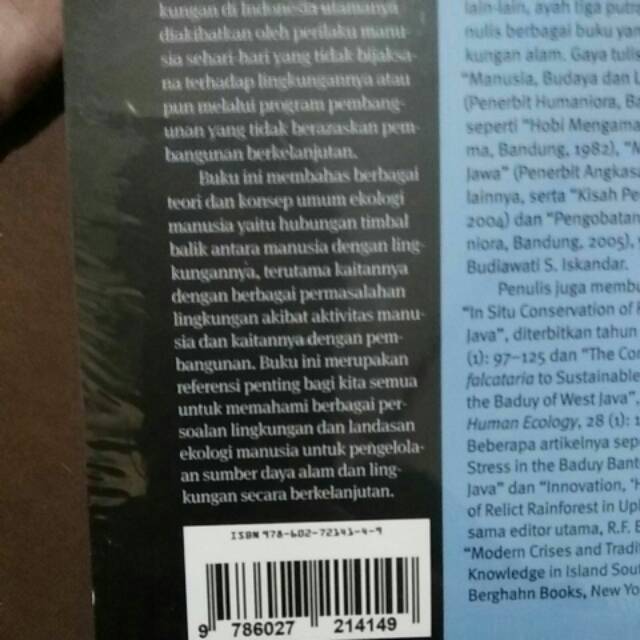 kungan di Indonesia utamanya
diakibatkan oleh perilaku manu-
sia sehari-hari yang tidak bijaksa-
na terhadap lingkungannya atau
pun melalui program pembang-
unan yang tidak berazaskan pem-
bangunan berkelanjutan.
Buku ini membahas berbagai
teori dan konsep umum ekologi
manusia yaitu hubungan timbal
balik antara manusia dengan ling-
kungannya, terutama kaitannya
dengan berbagai permasalahan
lingkungan akibat aktivitas manu-
sia dan kaitannya dengan pem-
bangunan. Buku ini merupakan
referensi penting bagi kita semua
untuk memahami berbagai per-
soalan lingkungan dan landasan
ekologi manusia untuk pengelola-
an sumber daya alam dan ling-
kungan secara berkelanjutan.
ISBN 978-602-72141-4-9
9 786027 214149
lain-lain, ayah tiga putra
nulis berbagai buku yan
kungan alam. Gaya tulis
"Manusia, Budaya dan L
(Penerbit Humaniora, Ba
seperti "Hobi Mengama
ma, Bandung, 1982), "M
Jawa" (Penerbit Angkasa
lainnya, serta "Kisah Pe
2004) dan "Pengobatan
niora, Bandung, 2005), y
Budiawati S. Iskandar.
Penulis juga membu
"In Situ Conservation of
Java", diterbitkan tahun
(1): 97–125 dan "The Con
falcataria to Sustainable
the Baduy of West Java",
Human Ecology, 28 (1): 1
Beberapa artikelnya sepe
Stress in the Baduy Bant
Java" dan "Innovation, 'H
of Relict Rainforest in Upl
sama editor utama, R.F. E
"Modern Crises and Tradi
Knowledge in Island Sout
Berghahn Books, New Yo